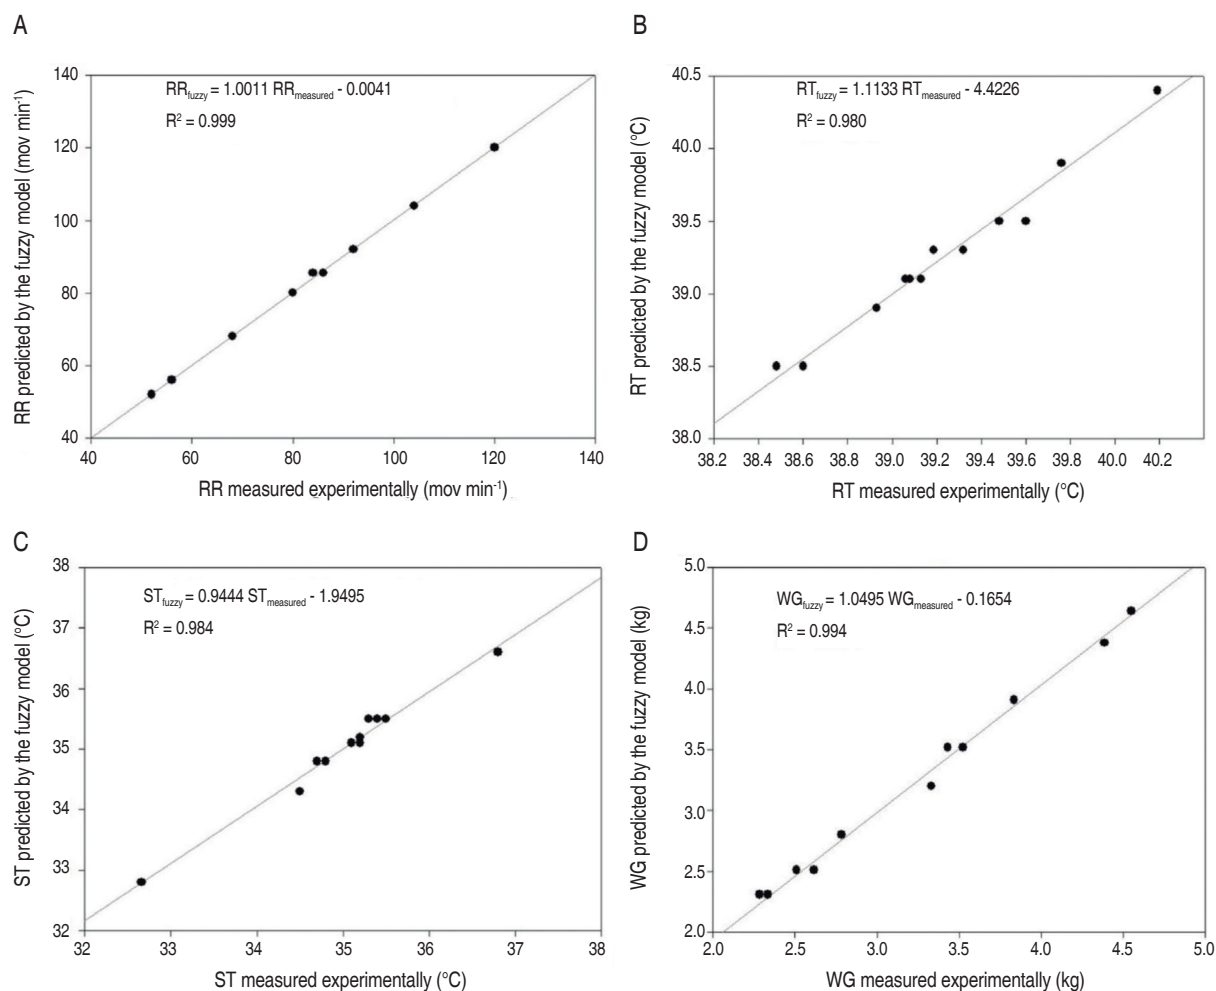 A
RR predicted by the fuzzy model (mov min-1)
140
120
100
80
60
40
RRfuzzy = 1.0011 RRmeasured - 0.0041
R2 = 0.999
40 60 80 100 120 140
RR measured experimentally (mov min-1)
B
RT predicted by the fuzzy model (°C)
40.5
40.0
39.5
39.0
38.5
38.0
RTfuzzy = 1.1133 RTmeasured - 4.4226
R2 = 0.980
38.2 38.4 38.6 38.8 39.0 39.2 39.4 39.6 39.8 40.0 40.2
RT measured experimentally (°C)
C
ST predicted by the fuzzy model (°C)
38
37
36
35
34
33
32
STfuzzy = 0.9444 STmeasured - 1.9495
R2 = 0.984
32 33 34 35 36 37 38
ST measured experimentally (°C)
D
WG predicted by the fuzzy model (kg)
5.0
4.5
4.0
3.5
3.0
2.5
2.0
WGfuzzy = 1.0495 WGmeasured - 0.1654
R2 = 0.994
2.0 2.5 3.0 3.5 4.0 4.5 5.0
WG measured experimentally (kg)